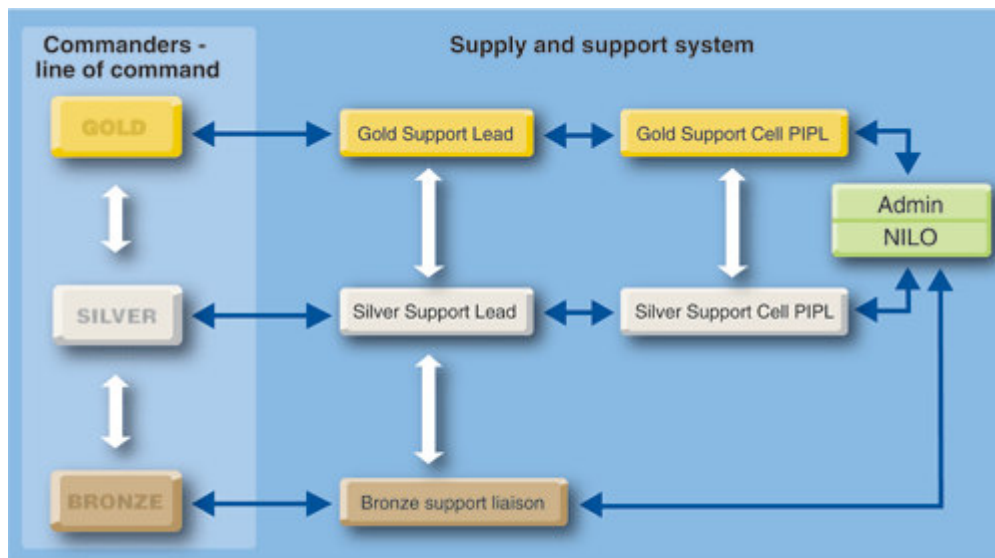 Commanders -
line of command
Supply and support system
GOLD
Gold Support Lead
Gold Support Cell PIPL
Admin
NILO
SILVER
Silver Support Lead
Silver Support Cell PIPL
BRONZE
Bronze support liaison